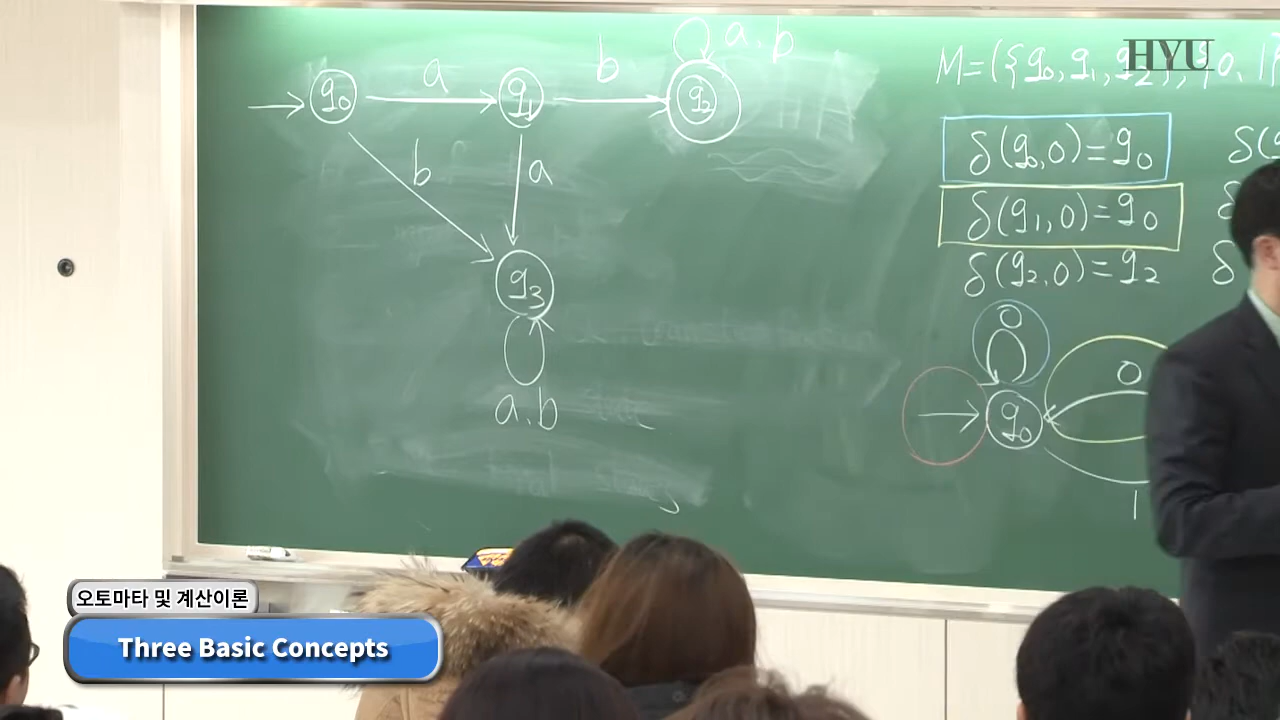 HYU
a
b
a.b
q0
q1
q2
b
a
q3
a.b
M=({q0,q1,q2},{0,1}
δ(q0,0)=q0
δ(q1,0)=q0
δ(q2,0)=q2
0
0
q0
1
오토마타 및 계산이론
Three Basic Concepts